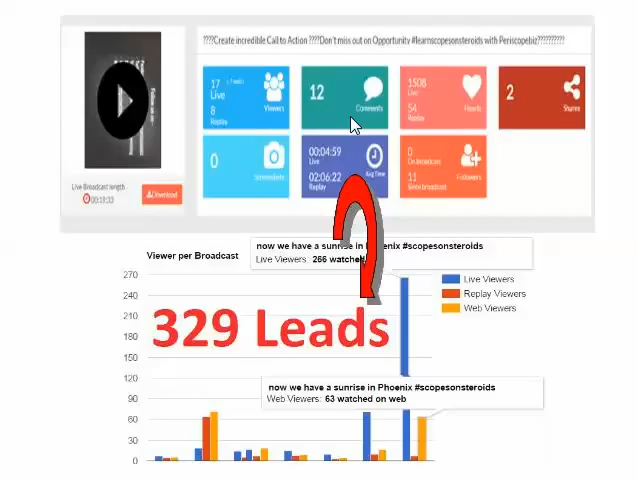 ????Create incredible Call to Action ????Don't miss out on Opportunity #learnscopesonsteroids with Periscopebiz??????????
17
Live
8
Replay
Viewers
12
Comments
1508
Live
54
Replay
Hearts
2
Shares
0
Screenshots
00:04:59
Live
02:06:22
Replay
Avg Time
0
On broadcast
11
Since broadcast
Followers
Live Broadcast length
00:19:33
Download
?
Viewer per Broadcast
now we have a sunrise in Phoenix #scopesonsteroids
Live Viewers: 266 watched
Live Viewers
Replay Viewers
Web Viewers
329 Leads
now we have a sunrise in Phoenix #scopesonsteroids
Web Viewers: 63 watched on web
270
240
210
180
150
120
90
60
30
0